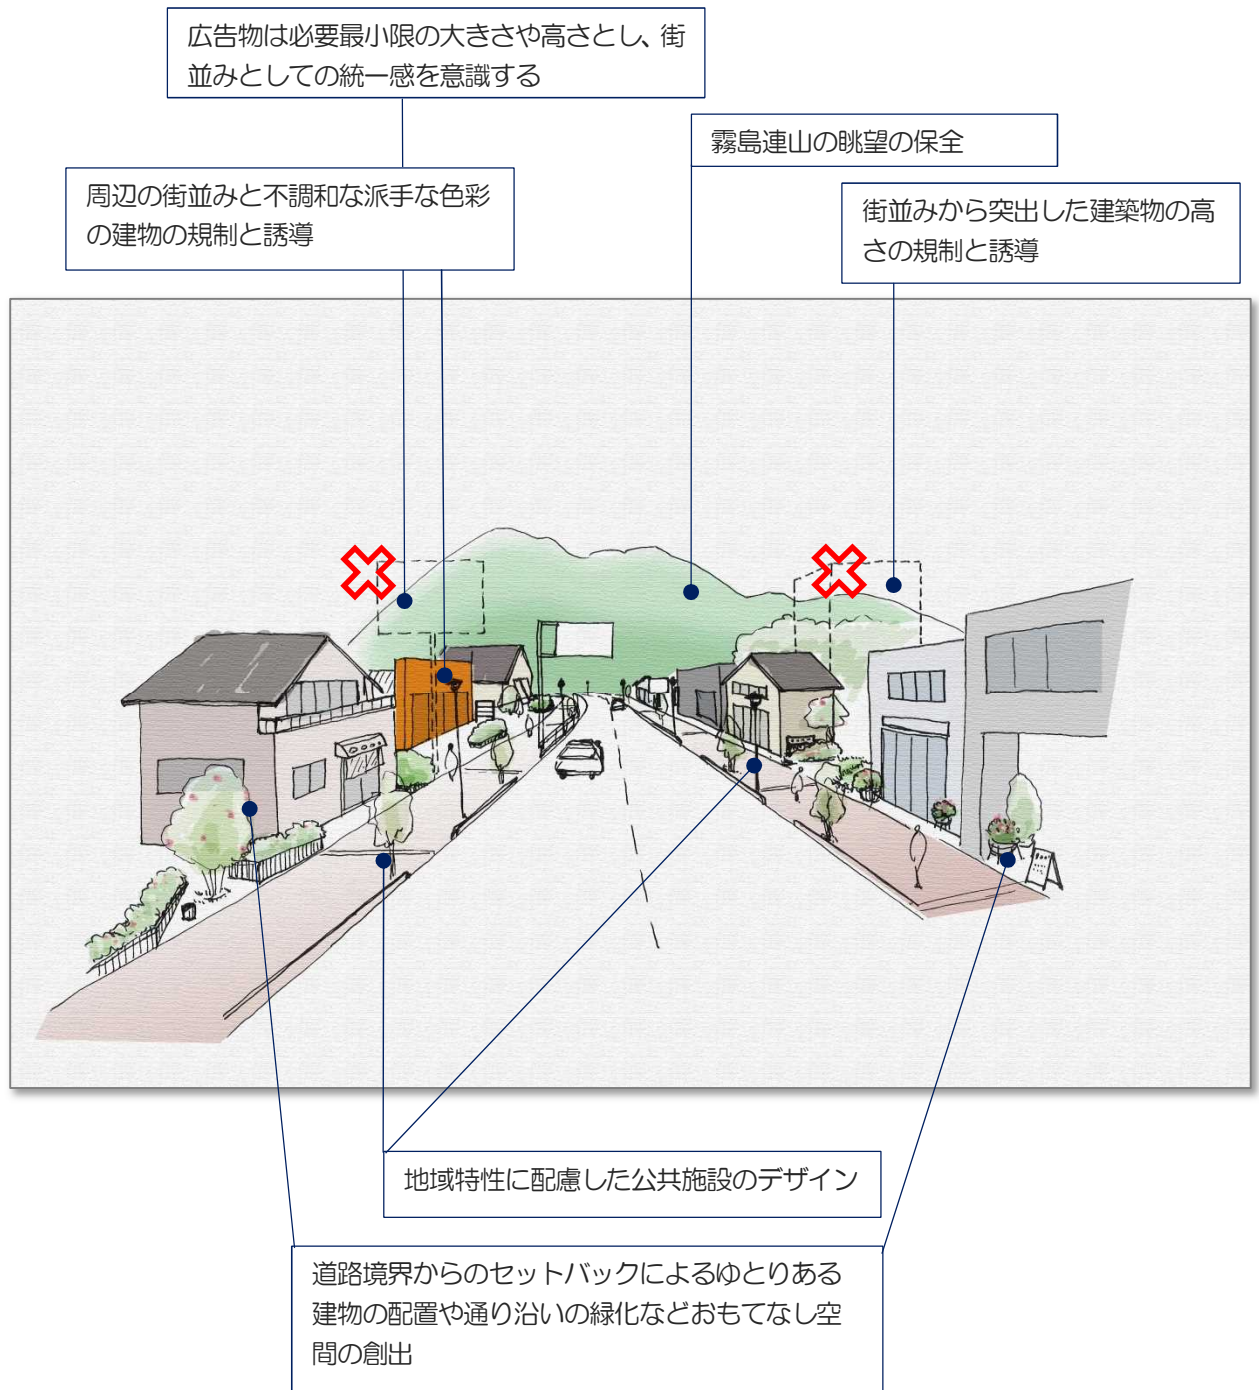 広告物は必要最小限の大きさや高さとし、街
並みとしての統一感を意識する
霧島連山の眺望の保全
周辺の街並みと不調和な派手な色彩
の建物の規制と誘導
街並みから突出した建築物の高
さの規制と誘導
地域特性に配慮した公共施設のデザイン
道路境界からのセットバックによるゆとりある
建物の配置や通り沿いの緑化などおもてなし空
間の創出